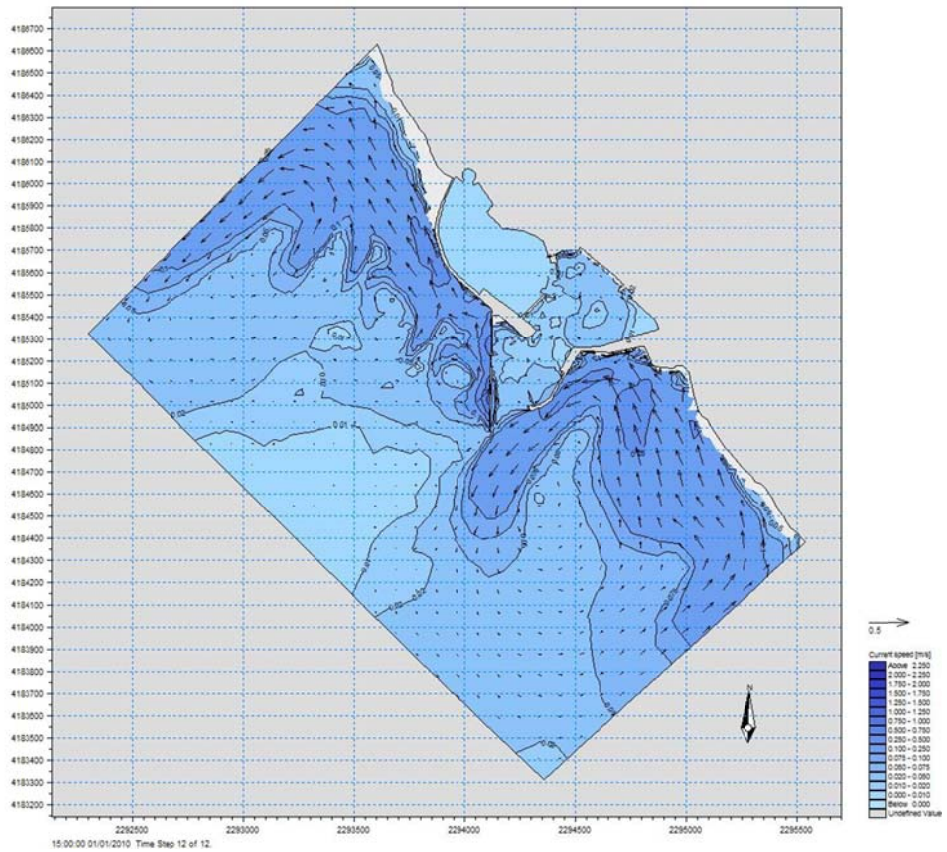 4186700
4186600
4186500
4186400
4186300
4186200
4186100
4186000
4185900
4185800
4185700
4185600
4185500
4185400
4185300
4185200
4185100
4185000
4184900
4184800
4184700
4184600
4184500
4184400
4184300
4184200
4184100
4184000
4183900
4183800
4183700
4183600
4183500
4183400
4183300
4183200
2292500 2293000 2293500 2294000 2294500 2295000 2295500
15:00:00 01/01/2010 Time Step 12 of 12.
0.5
Current speed [m/s]
Above 2.250
2.000 - 2.250
1.750 - 2.000
1.500 - 1.750
1.250 - 1.500
1.000 - 1.250
0.750 - 1.000
0.500 - 0.750
0.250 - 0.500
0.100 - 0.250
0.075 - 0.100
0.050 - 0.075
0.020 - 0.050
0.010 - 0.020
0.000 - 0.010
Below 0.000
Undefined Value
N
0.01
0.02